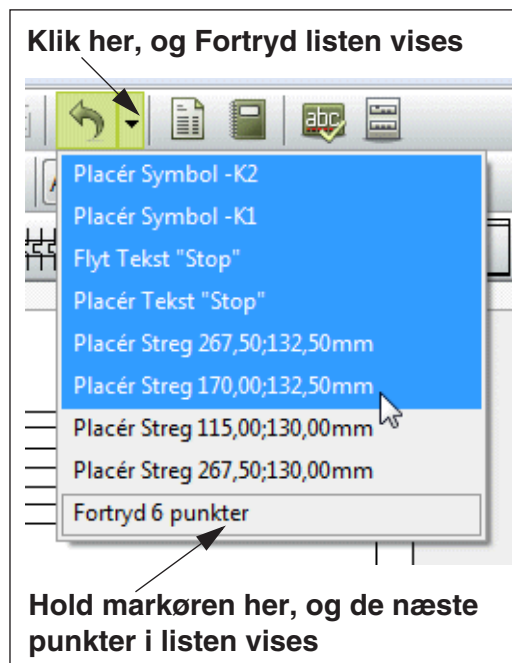 Klik her, og Fortryd listen vises
abc
Placér Symbol -K2
Placér Symbol -K1
Flyt Tekst "Stop"
Placér Tekst "Stop"
Placér Streg 267,50;132,50mm
Placér Streg 170,00;132,50mm
Placér Streg 115,00;130,00mm
Placér Streg 267,50;130,00mm
Fortryd 6 punkter
Hold markøren her, og de næste
punkter i listen vises